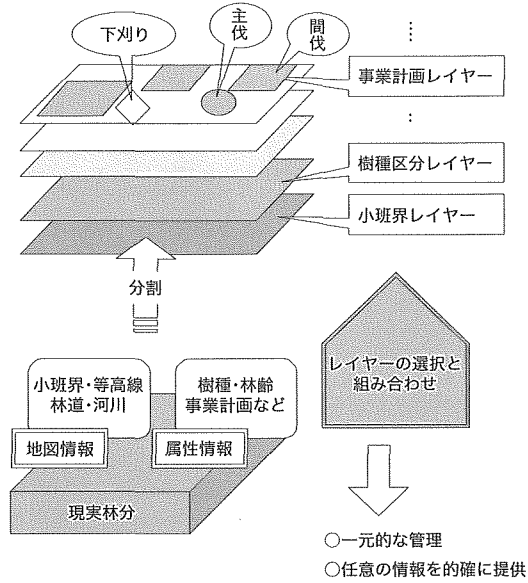 下刈り
主伐
間伐
⋮
事業計画レイヤー
:
樹種区分レイヤー
小班界レイヤー
分割
小班界・等高線
林道・河川
樹種・林齢
事業計画など
地図情報
属性情報
現実林分
レイヤーの選択と
組み合わせ
○一元的な管理
○任意の情報を的確に提供